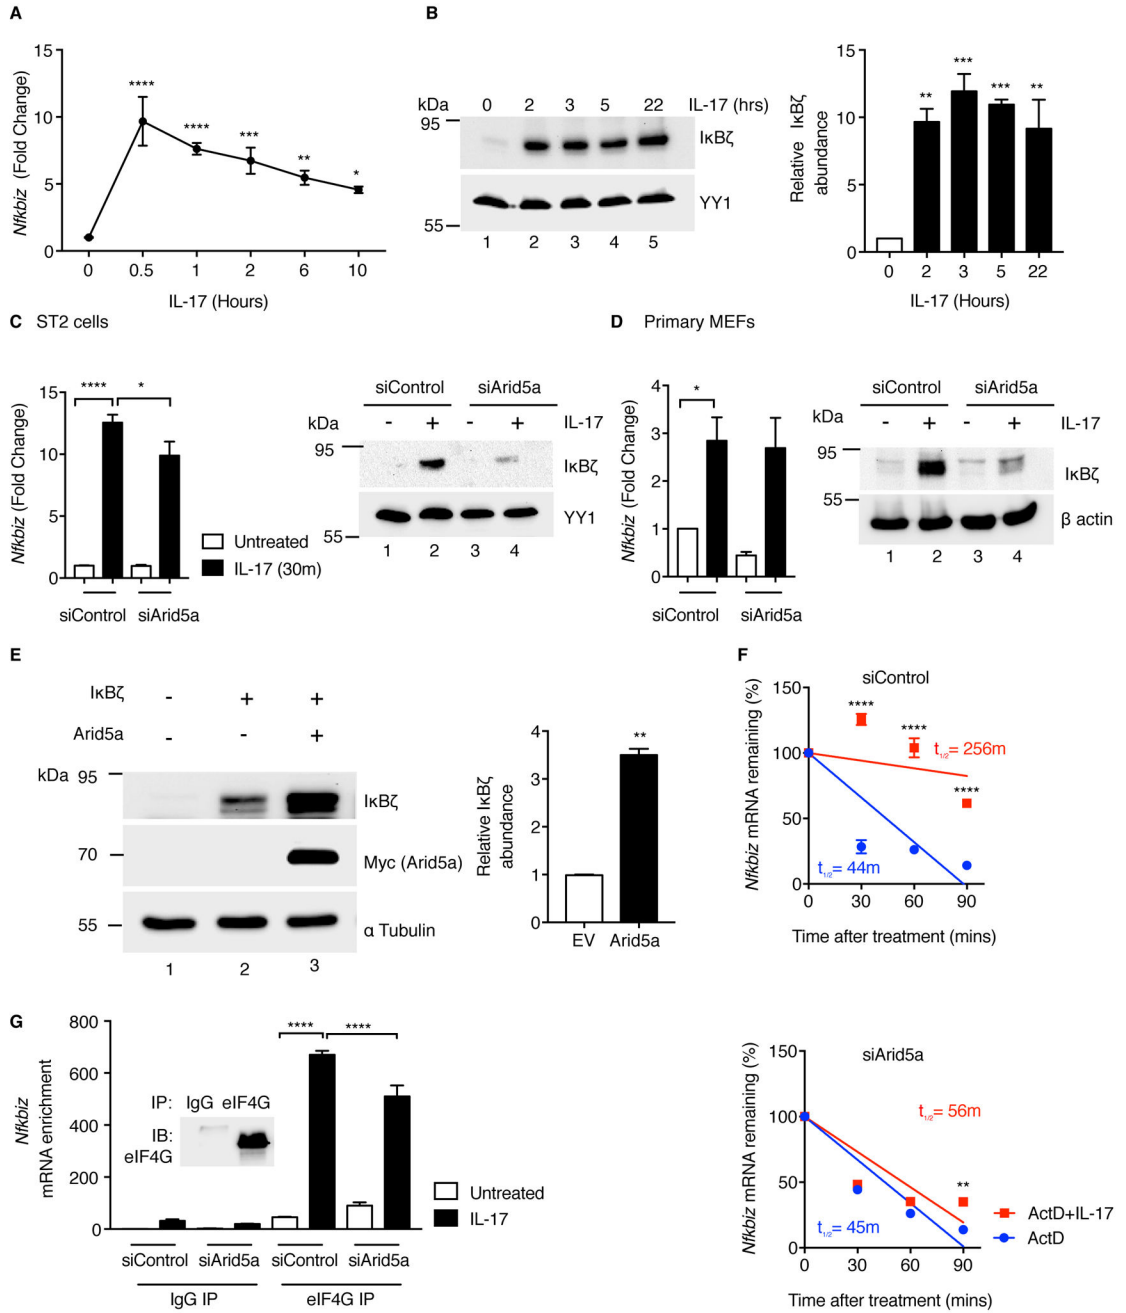 A
15
10
5
0
Nfkbiz (Fold Change)
****
****
***
**
*
0 0.5 1 2 6 10
IL-17 (Hours)
B
kDa 0 2 3 5 22 IL-17 (hrs)
95
IκBζ
YY1
55
1 2 3 4 5
15
10
5
0
Relative IκBζ
abundance
** *** *** **
0 2 3 5 22
IL-17 (Hours)
C ST2 cells
15
10
5
0
Nfkbiz (Fold Change)
**** *
siControl siArid5a
Untreated
IL-17 (30m)
siControl siArid5a
kDa - + - + IL-17
95
IκBζ
YY1
55
1 2 3 4
D Primary MEFs
4
3
2
1
0
Nfkbiz (Fold Change)
*
siControl siArid5a
siControl siArid5a
kDa - + - + IL-17
95
IκBζ
55
β actin
1 2 3 4
E
IκBζ - + +
Arid5a - - +
kDa 95
IκBζ
70
Myc (Arid5a)
55
α Tubulin
1 2 3
4
3
2
1
0
Relative IκBζ
abundance
**
EV Arid5a
F
siControl
150
100
50
0
Nfkbiz mRNA remaining (%)
****
****
t1/2= 256m
****
t1/2= 44m
0 30 60 90
Time after treatment (mins)
siArid5a
150
100
50
0
Nfkbiz mRNA remaining (%)
t1/2= 56m
**
t1/2= 45m
0 30 60 90
Time after treatment (mins)
ActD+IL-17
ActD
G
800
600
400
200
0
Nfkbiz
mRNA enrichment
IP: IgG eIF4G
IB:
eIF4G
**** ****
Untreated
IL-17
siControl siArid5a siControl siArid5a
IgG IP eIF4G IP